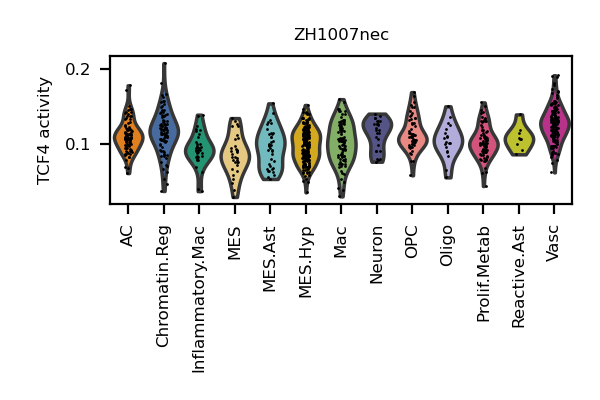 ZH1007nec
TCF4 activity
0.2
0.1
AC
Chromatin.Reg
Inflammatory.Mac
MES
MES.Ast
MES.Hyp
Mac
Neuron
OPC
Oligo
Prolif.Metab
Reactive.Ast
Vasc